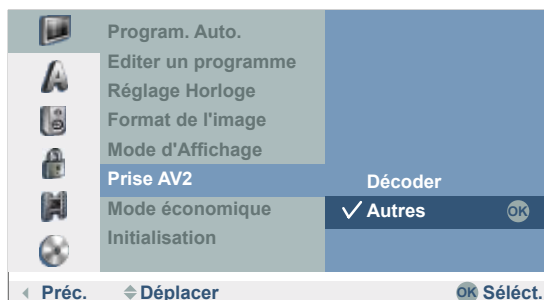 Program. Auto.
Editer un programme
Réglage Horloge
Format de l'image
Mode d'Affichage
Prise AV2
Décoder
Mode économique
Autres OK
Initialisation
Préc. Déplacer OK Séléct.